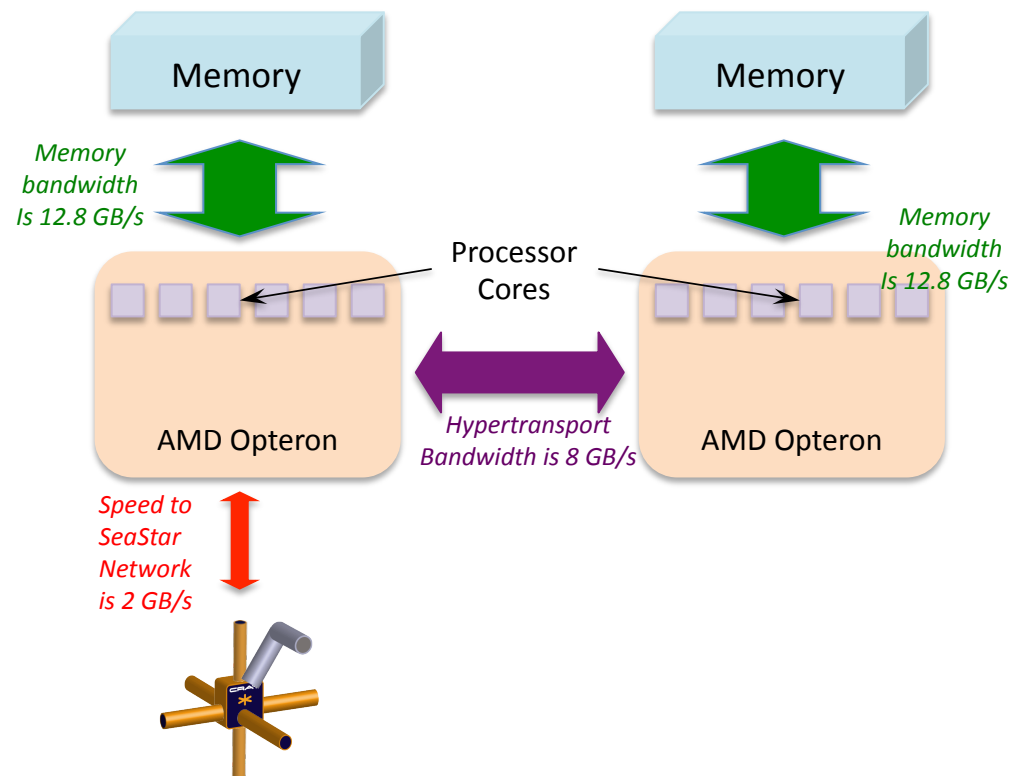 Memory
Memory
Memory
bandwidth
Is 12.8 GB/s
Memory
bandwidth
Is 12.8 GB/s
Processor
Cores
AMD Opteron
AMD Opteron
Hypertransport
Bandwidth is 8 GB/s
Speed to
SeaStar
Network
is 2 GB/s